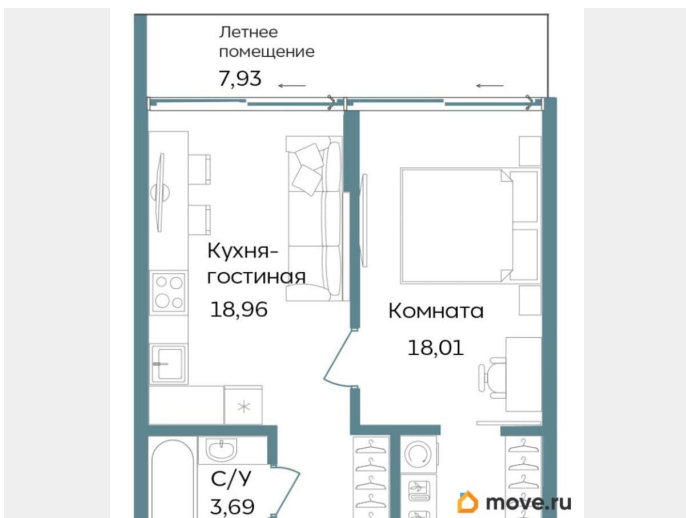 Летнее
помещение
7,93
Кухня-
гостиная
18,96
Комната
18,01
С/У
3,69
move.ru